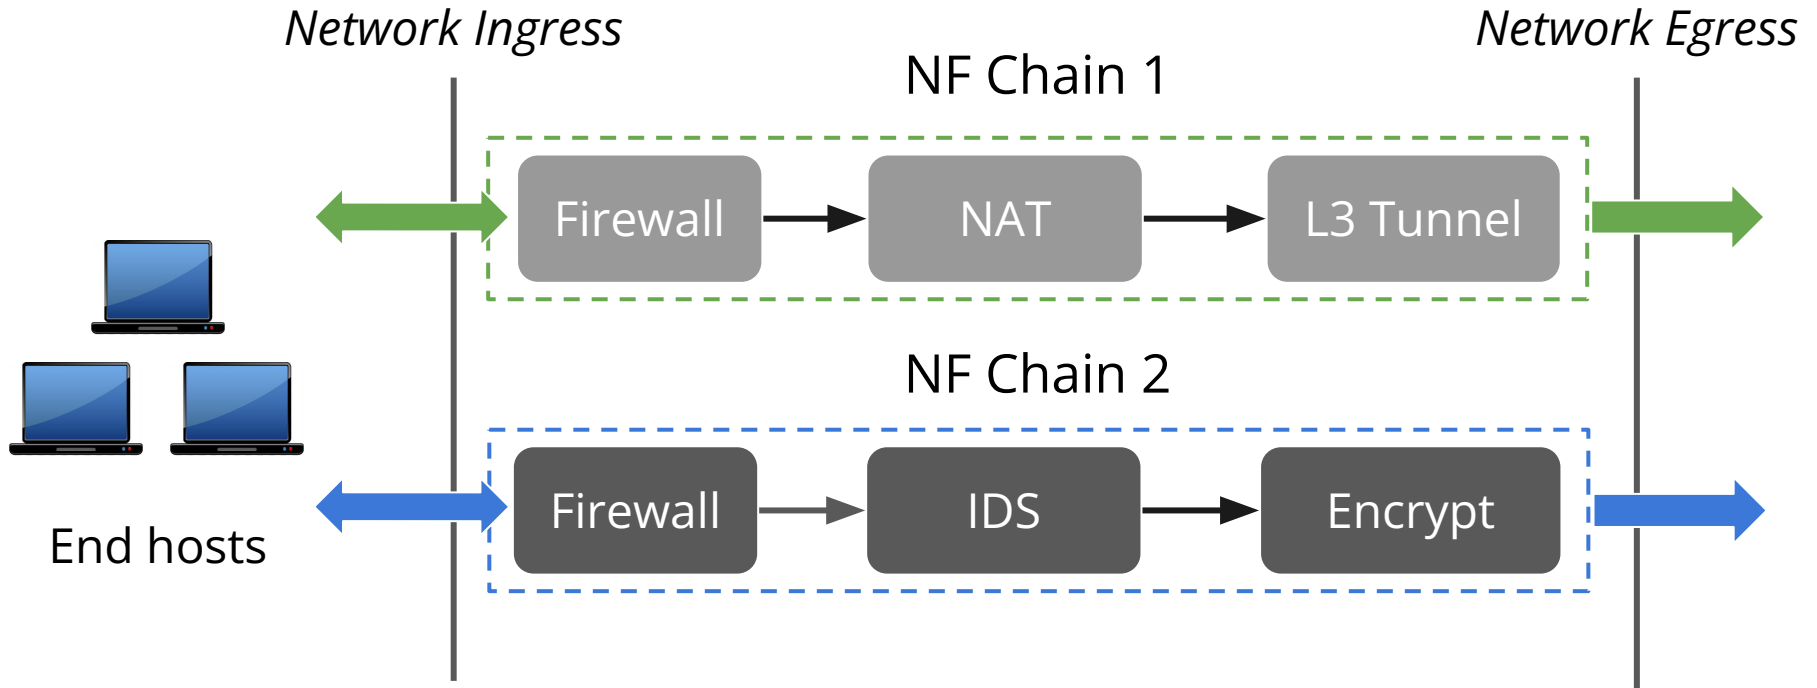 Network Ingress
Network Egress
NF Chain 1
Firewall
NAT
L3 Tunnel
NF Chain 2
Firewall
IDS
Encrypt
End hosts